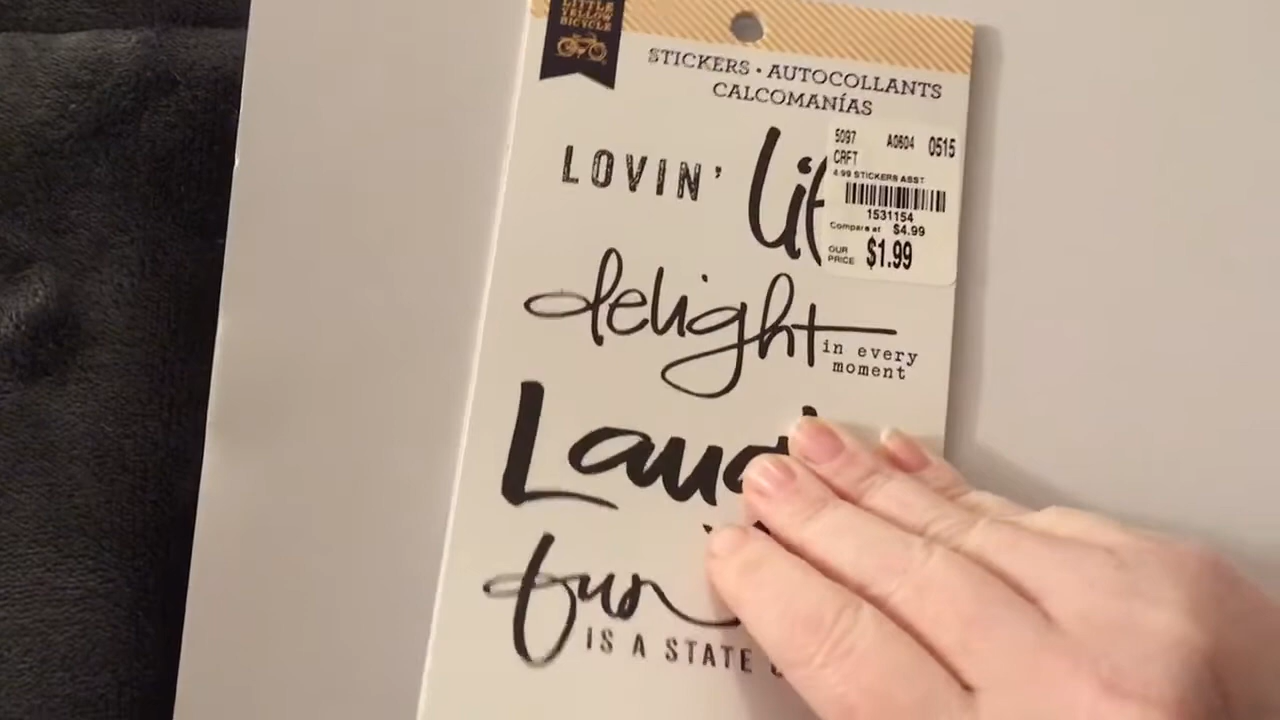 LITTLE
YELLOW
BICYCLE
STICKERS • AUTOCOLLANTS
CALCOMANÍAS
LOVIN'
5097 A0604 0515
CRFT
4.99 STICKERS ASST
1531154
Compare at $4.99
OUR PRICE $1.99
delight
in every
moment
fun
IS A STATE